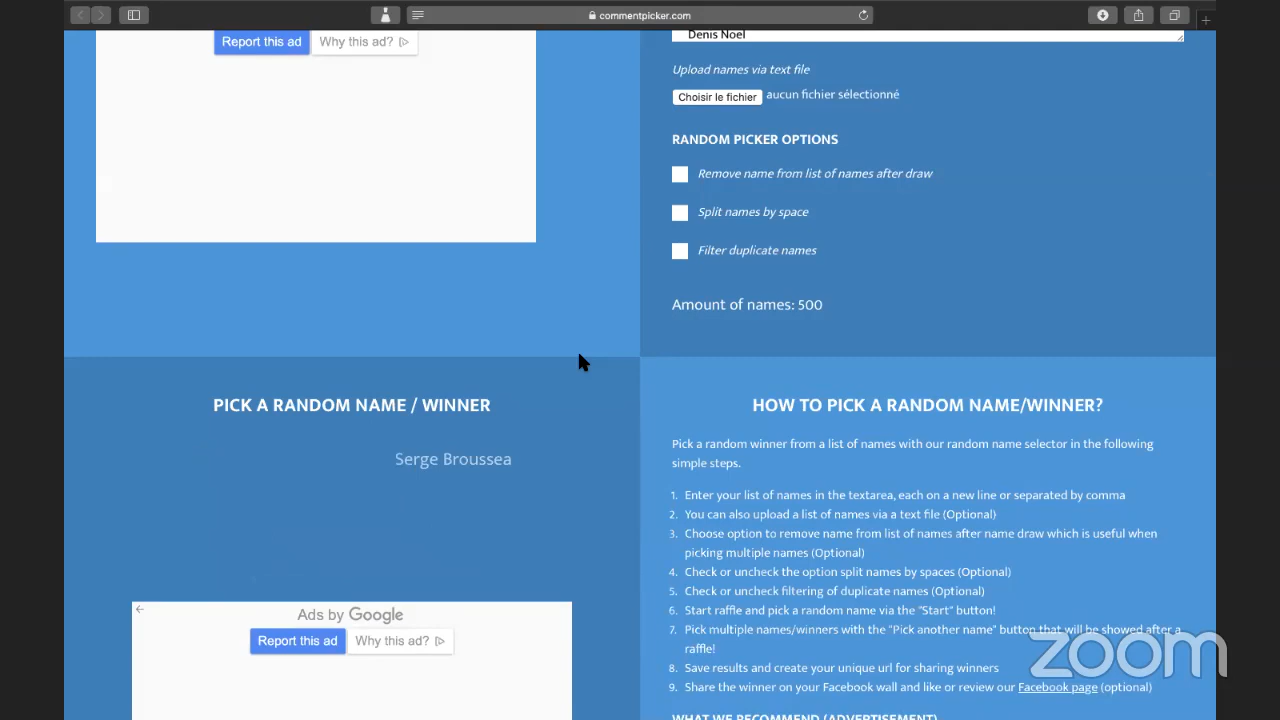 commentpicker.com
Report this ad
Why this ad?
Denis Noel
Upload names via text file
Choisir le fichier aucun fichier sélectionné
RANDOM PICKER OPTIONS
Remove name from list of names after draw
Split names by space
Filter duplicate names
Amount of names: 500
PICK A RANDOM NAME / WINNER
Serge Broussea
Ads by Google
Report this ad
Why this ad?
HOW TO PICK A RANDOM NAME/WINNER?
Pick a random winner from a list of names with our random name selector in the following
simple steps.
1. Enter your list of names in the textarea, each on a new line or separated by comma
2. You can also upload a list of names via a text file (Optional)
3. Choose option to remove name from list of names after name draw which is useful when
picking multiple names (Optional)
4. Check or uncheck the option split names by spaces (Optional)
5. Check or uncheck filtering of duplicate names (Optional)
6. Start raffle and pick a random name via the "Start" button!
7. Pick multiple names/winners with the "Pick another name" button that will be showed after a
raffle!
8. Save results and create your unique url for sharing winners
9. Share the winner on your Facebook wall and like or review our Facebook page (optional)
WHAT WE RECOMMEND (ADVERTISEMENT)
zoom